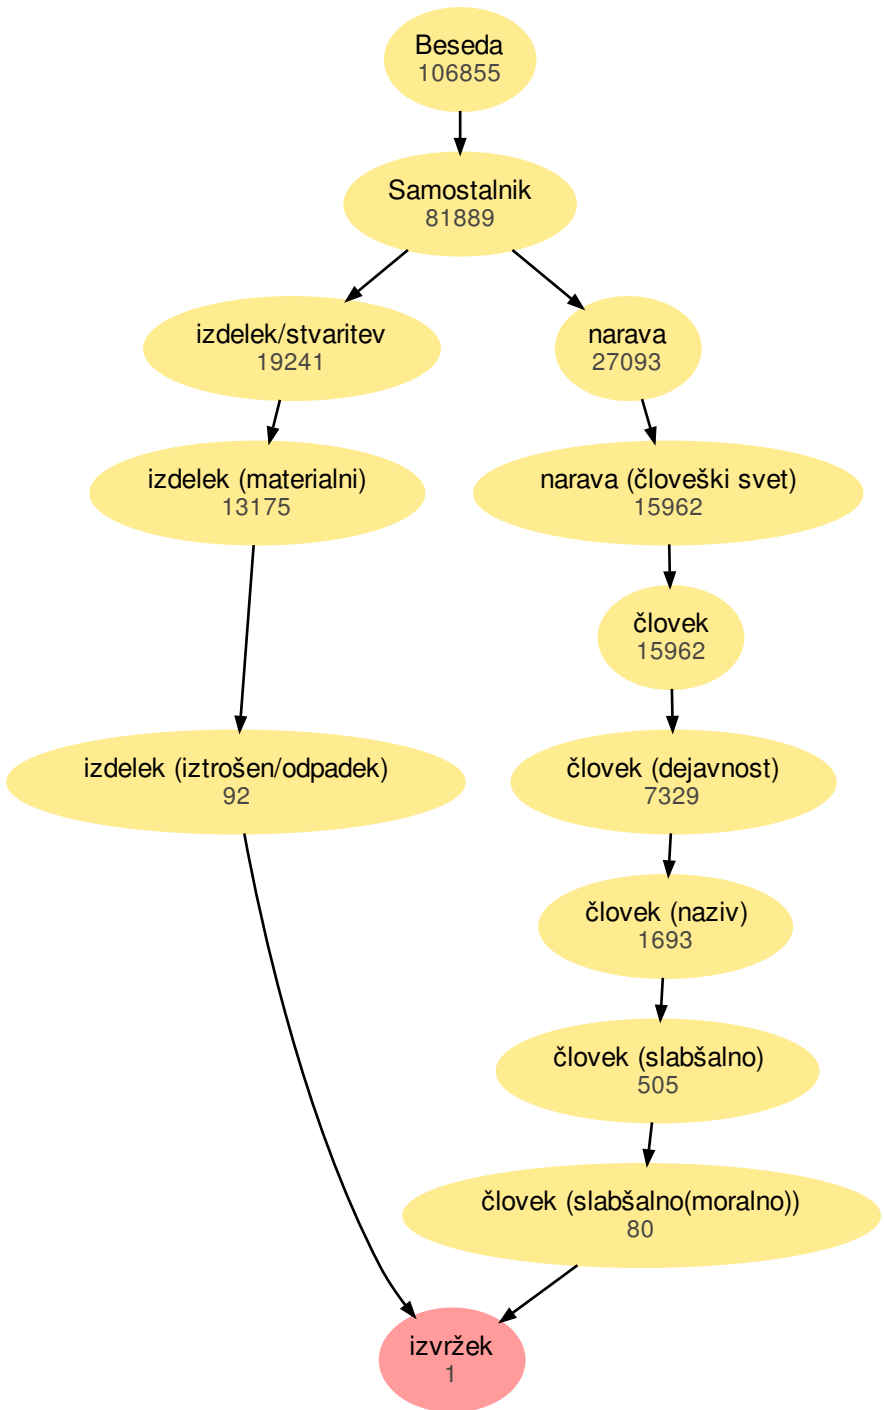 Beseda
106855
Samostalnik
81889
izdelek/stvaritev
19241
narava
27093
izdelek (materialni)
13175
narava (človeški svet)
15962
človek
15962
izdelek (iztrošen/odpadek)
92
človek (dejavnost)
7329
človek (naziv)
1693
človek (slabšalno)
505
človek (slabšalno(moralno))
80
izvržek
1